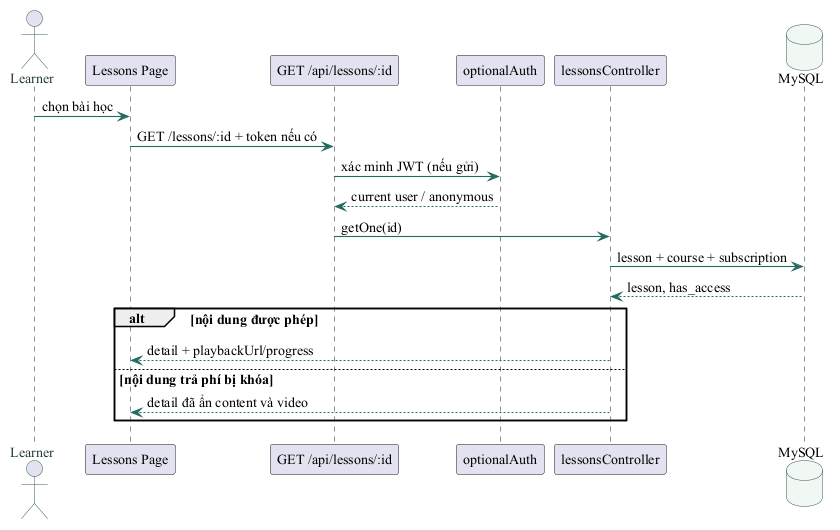 Learner
Lessons Page
GET /api/lessons/:id
optionalAuth
lessonsController
MySQL
chọn bài học
GET /lessons/:id + token nếu có
xác minh JWT (nếu gửi)
current user / anonymous
getOne(id)
lesson + course + subscription
lesson, has_access
alt
[nội dung được phép]
detail + playbackUrl/progress
[nội dung trả phí bị khóa]
detail đã ẩn content và video
Learner
Lessons Page
GET /api/lessons/:id
optionalAuth
lessonsController
MySQL